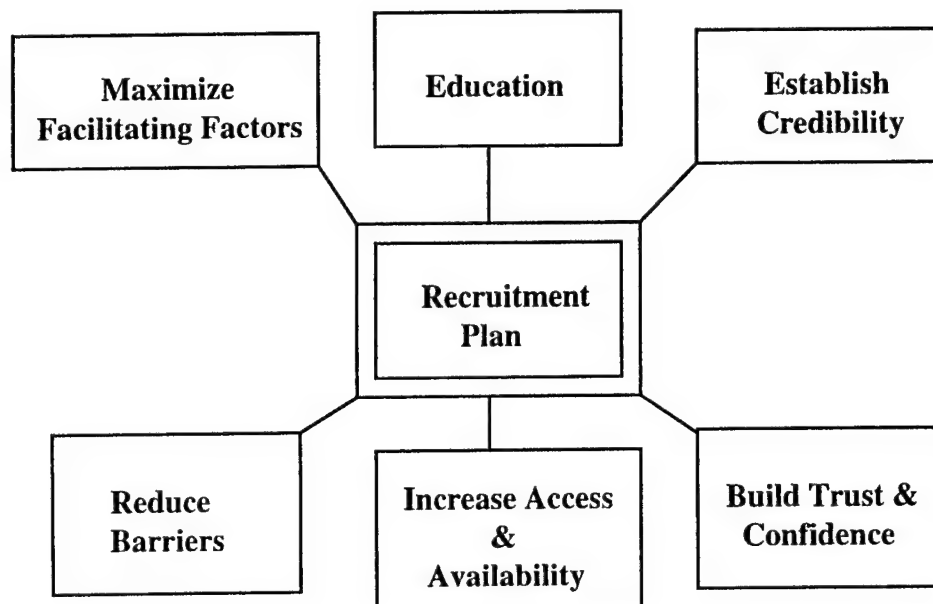 Maximize
Facilitating Factors
Education
Establish
Credibility
Recruitment
Plan
Reduce
Barriers
Increase Access
&
Availability
Build Trust &
Confidence